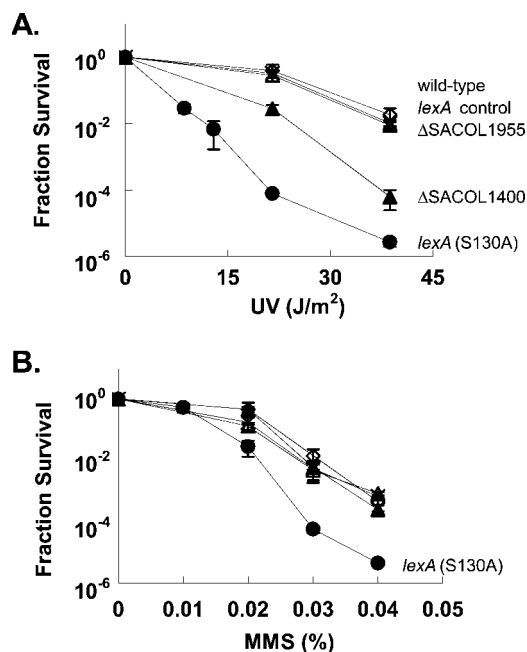 A.
Fraction Survival
10^0
10^-2
10^-4
10^-6
wild-type
lexA control
ΔSACOL1955
ΔSACOL1400
lexA (S130A)
0 15 30 45
UV (J/m^2)
B.
Fraction Survival
10^0
10^-2
10^-4
10^-6
lexA (S130A)
0 0.01 0.02 0.03 0.04 0.05
MMS (%)